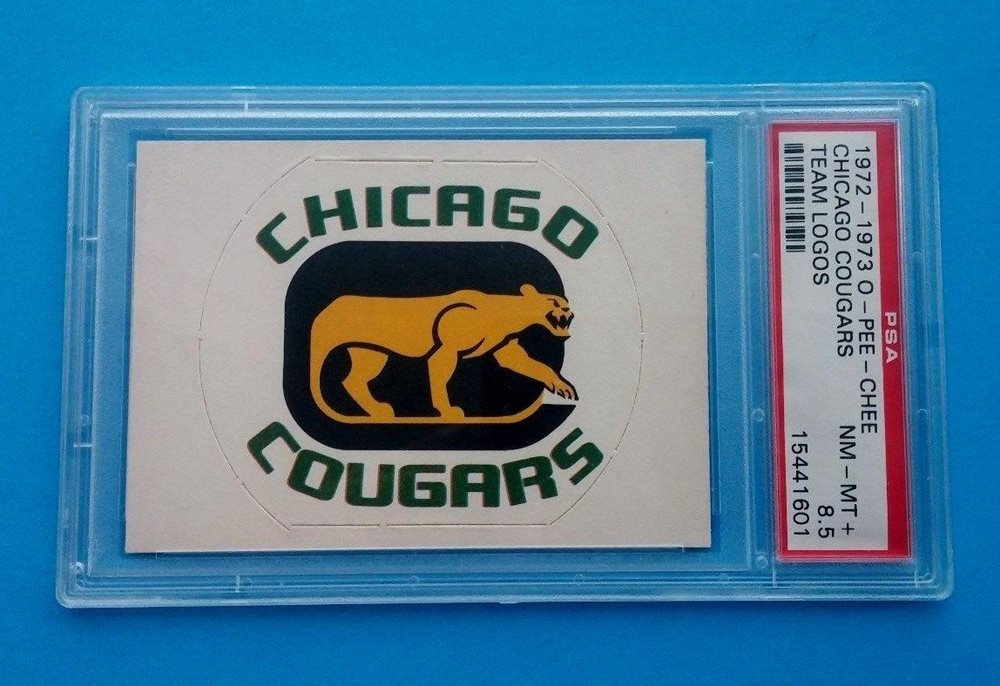 CHICAGO
COUGARS
PSA
1972-1973 O-PEE-CHEE
CHICAGO COUGARS NM-MT +
TEAM LOGOS 8.5
15441601